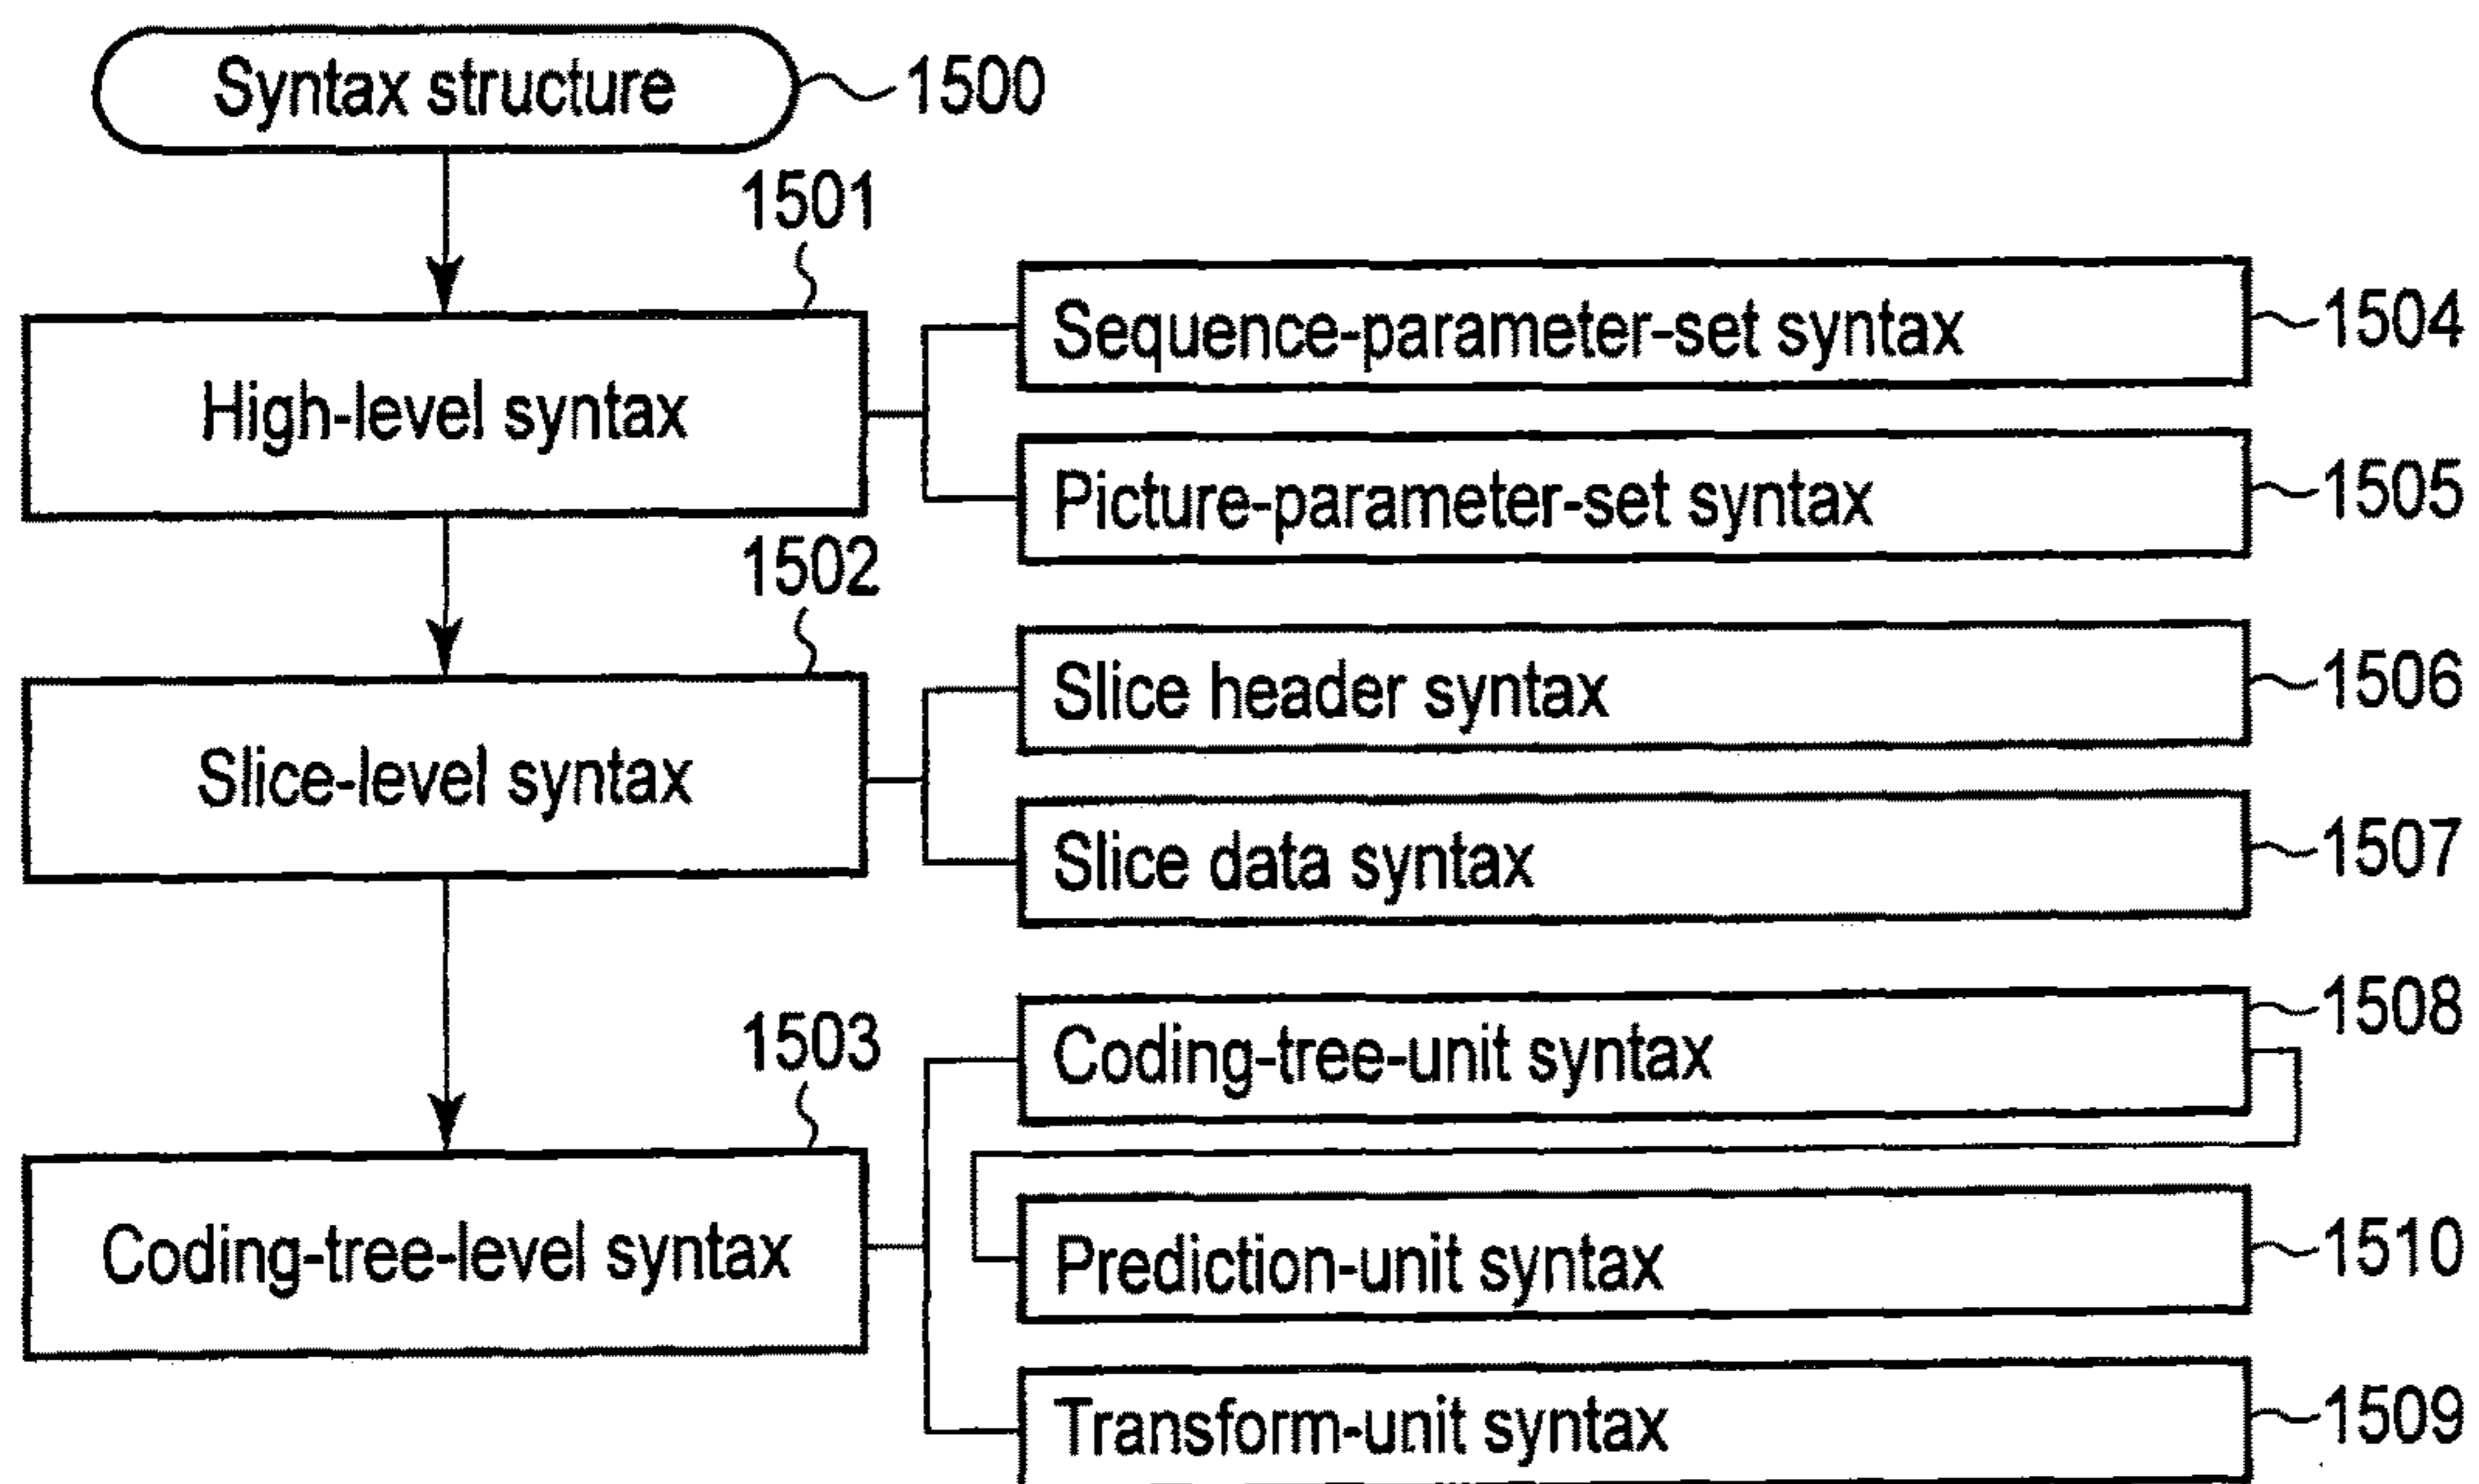 Syntax structure
1500
1501
High-level syntax
Sequence-parameter-set syntax
1504
Picture-parameter-set syntax
1505
1502
Slice-level syntax
Slice header syntax
1506
Slice data syntax
1507
1503
Coding-tree-level syntax
Coding-tree-unit syntax
1508
Prediction-unit syntax
1510
Transform-unit syntax
1509